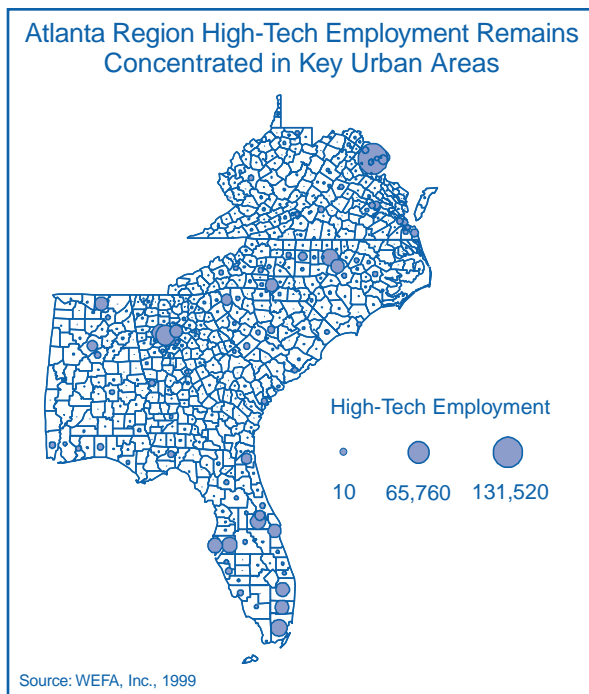 Atlanta Region High-Tech Employment Remains
Concentrated in Key Urban Areas
High-Tech Employment
10 65,760 131,520
Source: WEFA, Inc., 1999